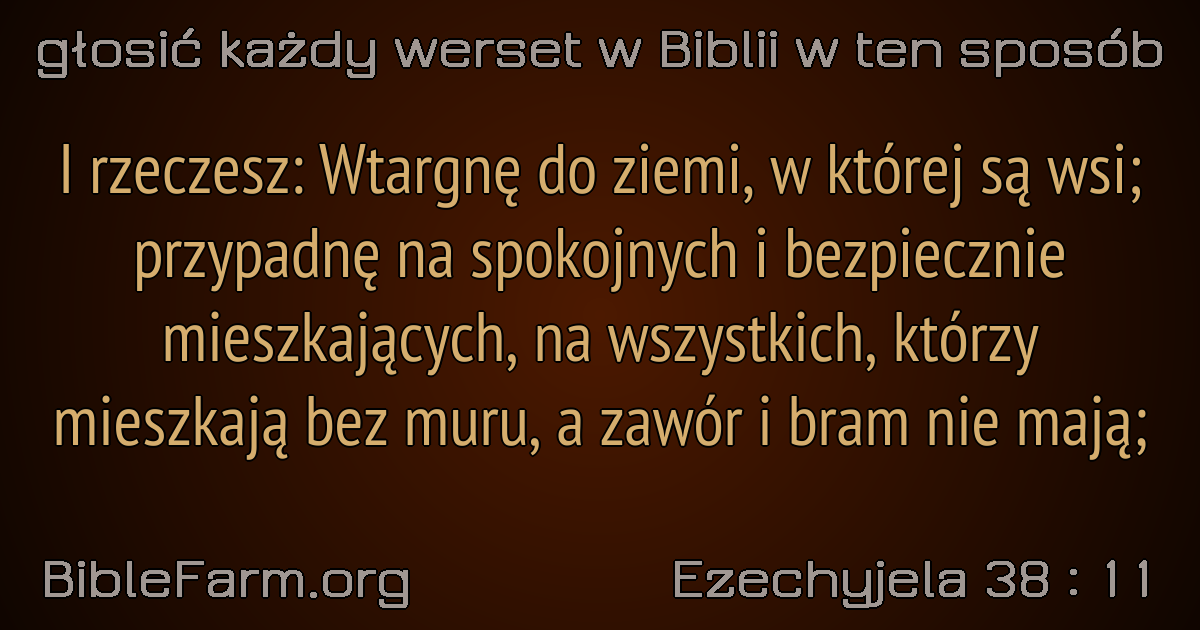 głosić każdy werset w Biblii w ten sposób
I rzeczesz: Wtargnę do ziemi, w której są wsi;
przypadnę na spokojnych i bezpiecznie
mieszkających, na wszystkich, którzy
mieszkają bez muru, a zawór i bram nie mają;
BibleFarm.org
Ezechyjela 38 : 11